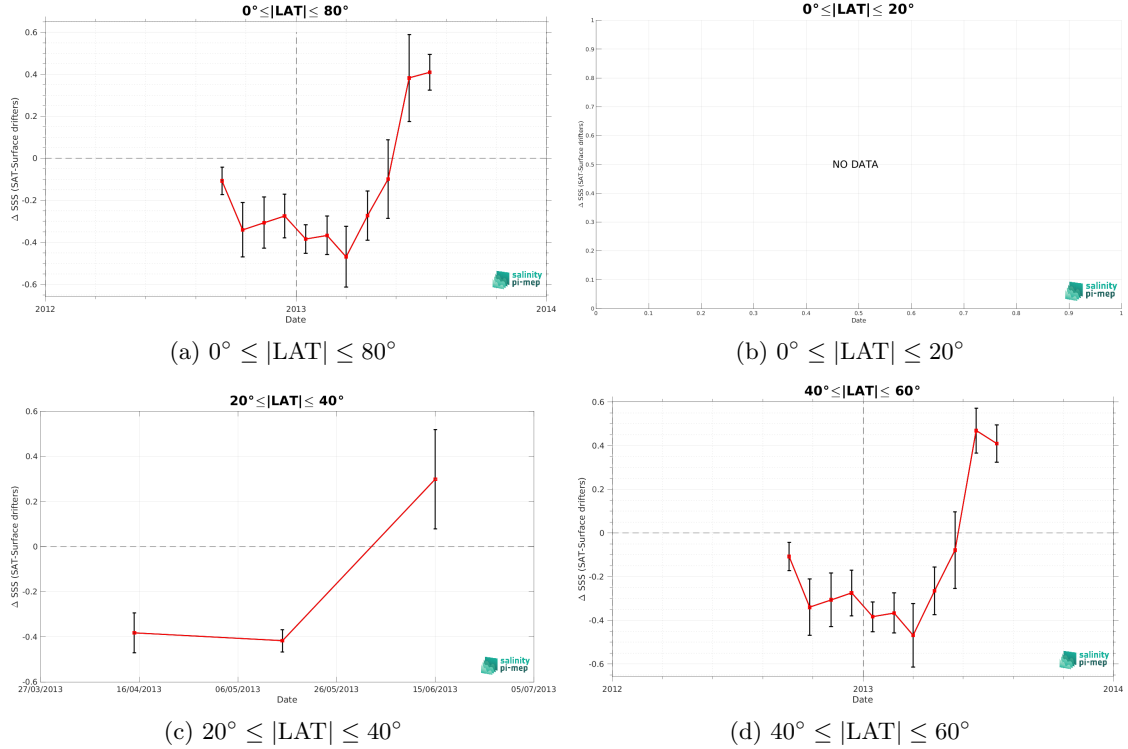 0°≤|LAT|≤ 80°
Δ SSS (SAT-Surface drifters)
0.6
0.4
0.2
0
-0.2
-0.4
-0.6
2012
2013
2014
Date
salinity
pi-mep
(a) 0° ≤ |LAT| ≤ 80°
0°≤|LAT|≤ 20°
Δ SSS (SAT-Surface drifters)
1
0.9
0.8
0.7
0.6
0.5
0.4
0.3
0.2
0.1
0
NO DATA
0 0.1 0.2 0.3 0.4 0.5 0.6 0.7 0.8 0.9 1
Date
salinity
pi-mep
(b) 0° ≤ |LAT| ≤ 20°
20°≤|LAT|≤ 40°
Δ SSS (SAT-Surface drifters)
0.6
0.4
0.2
0
-0.2
-0.4
-0.6
27/03/2013 16/04/2013 06/05/2013 26/05/2013 15/06/2013 05/07/2013
Date
salinity
pi-mep
(c) 20° ≤ |LAT| ≤ 40°
40°≤|LAT|≤ 60°
Δ SSS (SAT-Surface drifters)
0.6
0.4
0.2
0
-0.2
-0.4
-0.6
2012
2013
2014
Date
salinity
pi-mep
(d) 40° ≤ |LAT| ≤ 60°